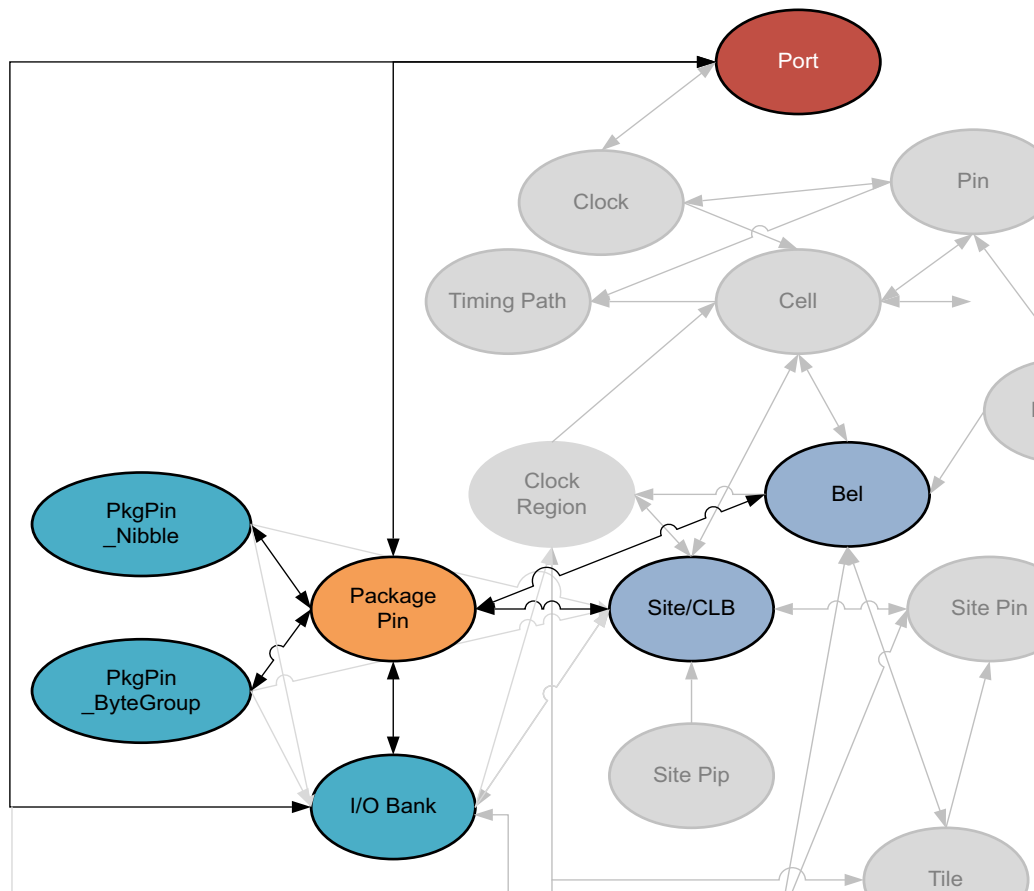 Port
Clock
Pin
Timing Path
Cell
Clock
Region
Bel
PkgPin
_Nibble
Package
Pin
Site/CLB
Site Pin
PkgPin
_ByteGroup
Site Pip
I/O Bank
Tile